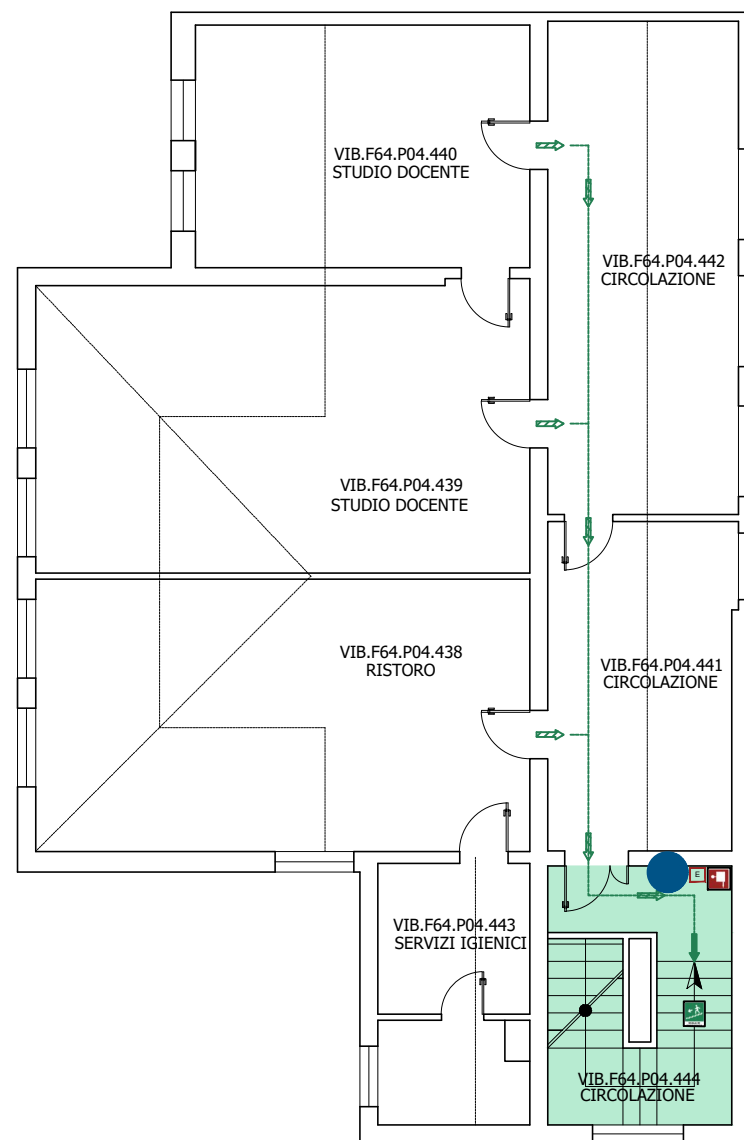 VIB.F64.P04.440
STUDIO DOCENTE
VIB.F64.P04.442
CIRCOLAZIONE
VIB.F64.P04.439
STUDIO DOCENTE
VIB.F64.P04.438
RISTORO
VIB.F64.P04.441
CIRCOLAZIONE
E
VIB.F64.P04.443
SERVIZI IGIENICI
VIB.F64.P04.444
CIRCOLAZIONE